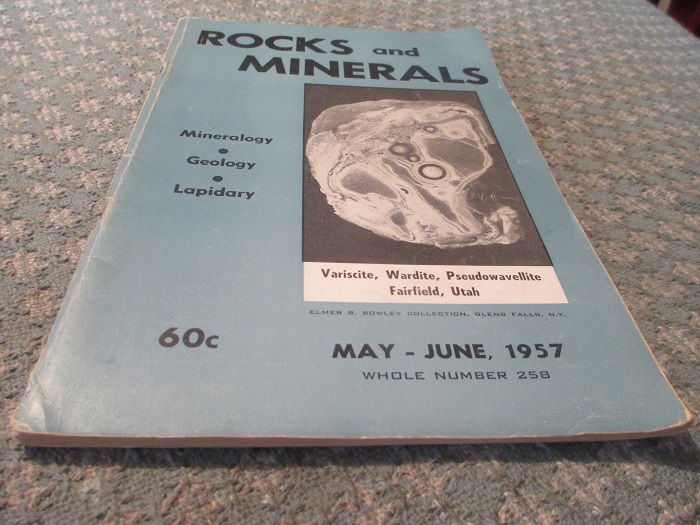 ROCKS and
MINERALS
Mineralogy
•
Geology
•
Lapidary
Variscite, Wardite, Pseudowavellite
Fairfield, Utah
ELMER B. ROWLEY COLLECTION, GLENS FALLS, N.Y.
60c
MAY - JUNE, 1957
WHOLE NUMBER 258